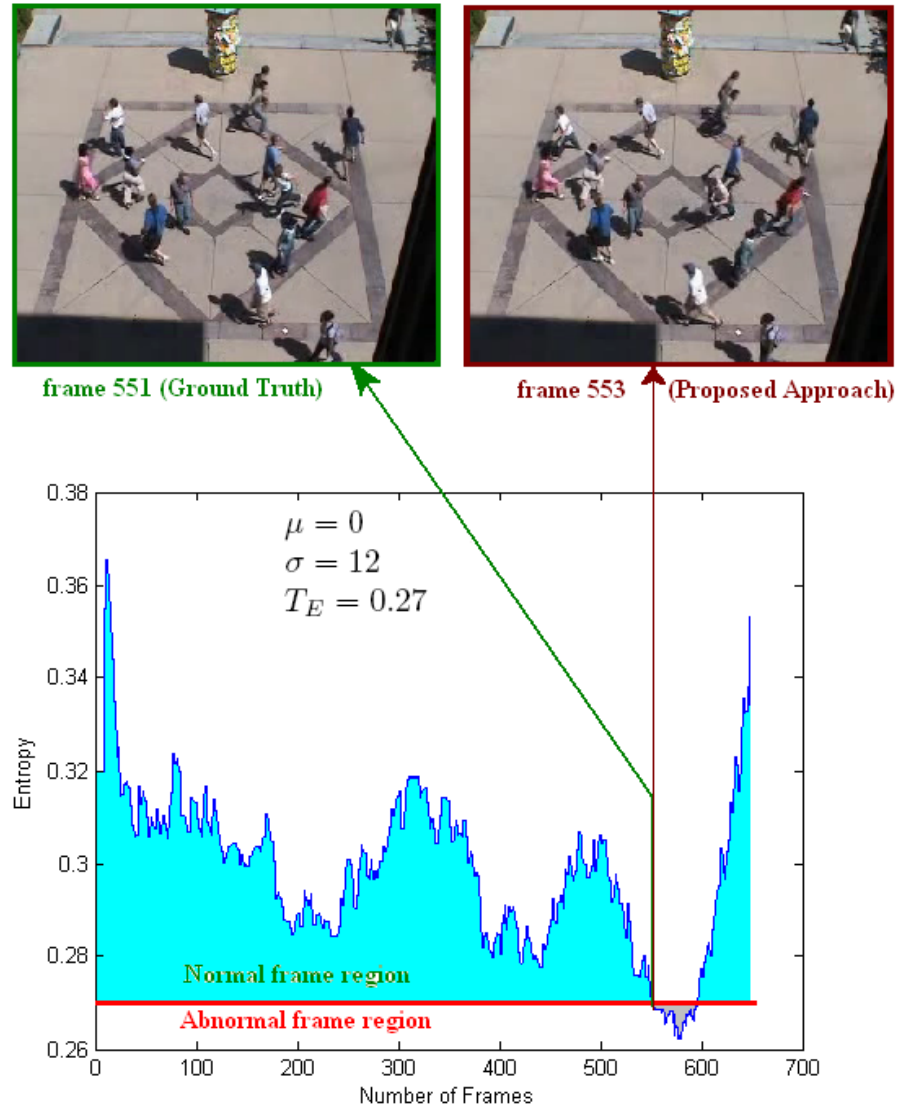 frame 551 (Ground Truth)
frame 553 (Proposed Approach)
0.38
0.36
0.34
0.32
0.3
0.28
0.26
Entropy
μ = 0
σ = 12
T_E = 0.27
Normal frame region
Abnormal frame region
0 100 200 300 400 500 600 700
Number of Frames